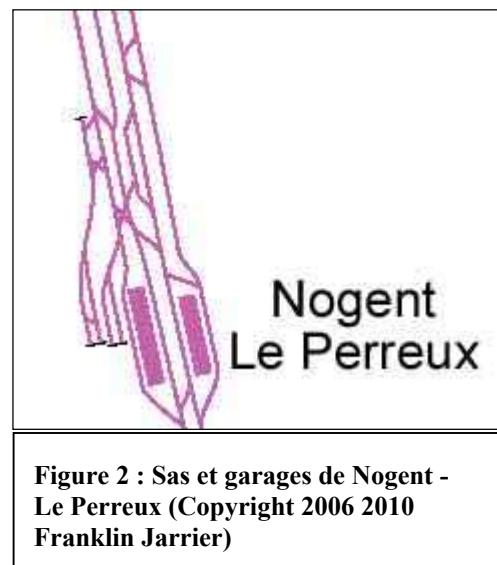 Nogent
Le Perreux
Figure 2 : Sas et garages de Nogent -
Le Perreux (Copyright 2006 2010
Franklin Jarrier)